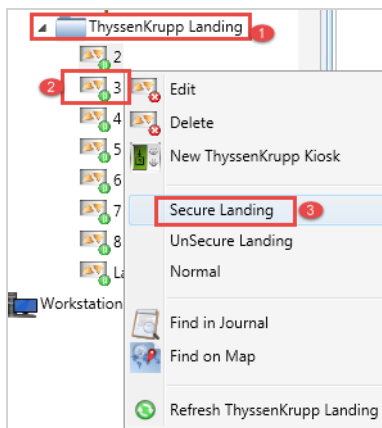 ThyssenKrupp Landing 1
2
2 3 Edit
4 Delete
5 New ThyssenKrupp Kiosk
6
7 Secure Landing 3
8 UnSecure Landing
La Normal
Workstation
Find in Journal
Find on Map
Refresh ThyssenKrupp Landing